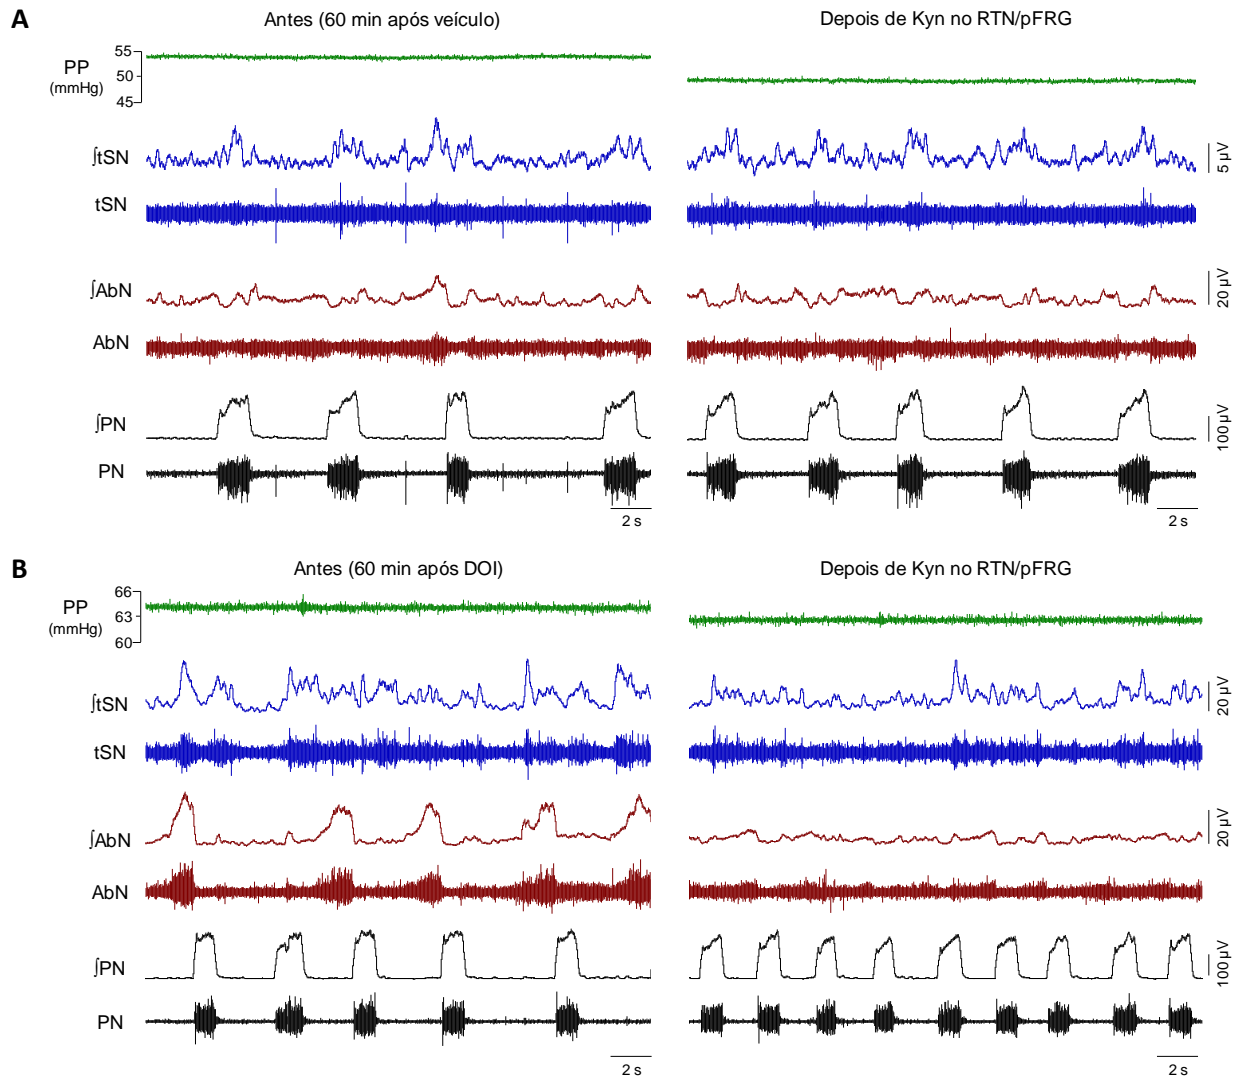 A
Antes (60 min após veículo)
Depois de Kyn no RTN/pFRG
PP
(mmHg)
55
50
45
∫tSN
5 µV
tSN
∫AbN
20 µV
AbN
∫PN
100 µV
PN
2 s
2 s
B
Antes (60 min após DOI)
Depois de Kyn no RTN/pFRG
PP
(mmHg)
66
63
60
∫tSN
20 µV
tSN
∫AbN
20 µV
AbN
∫PN
100 µV
PN
2 s
2 s